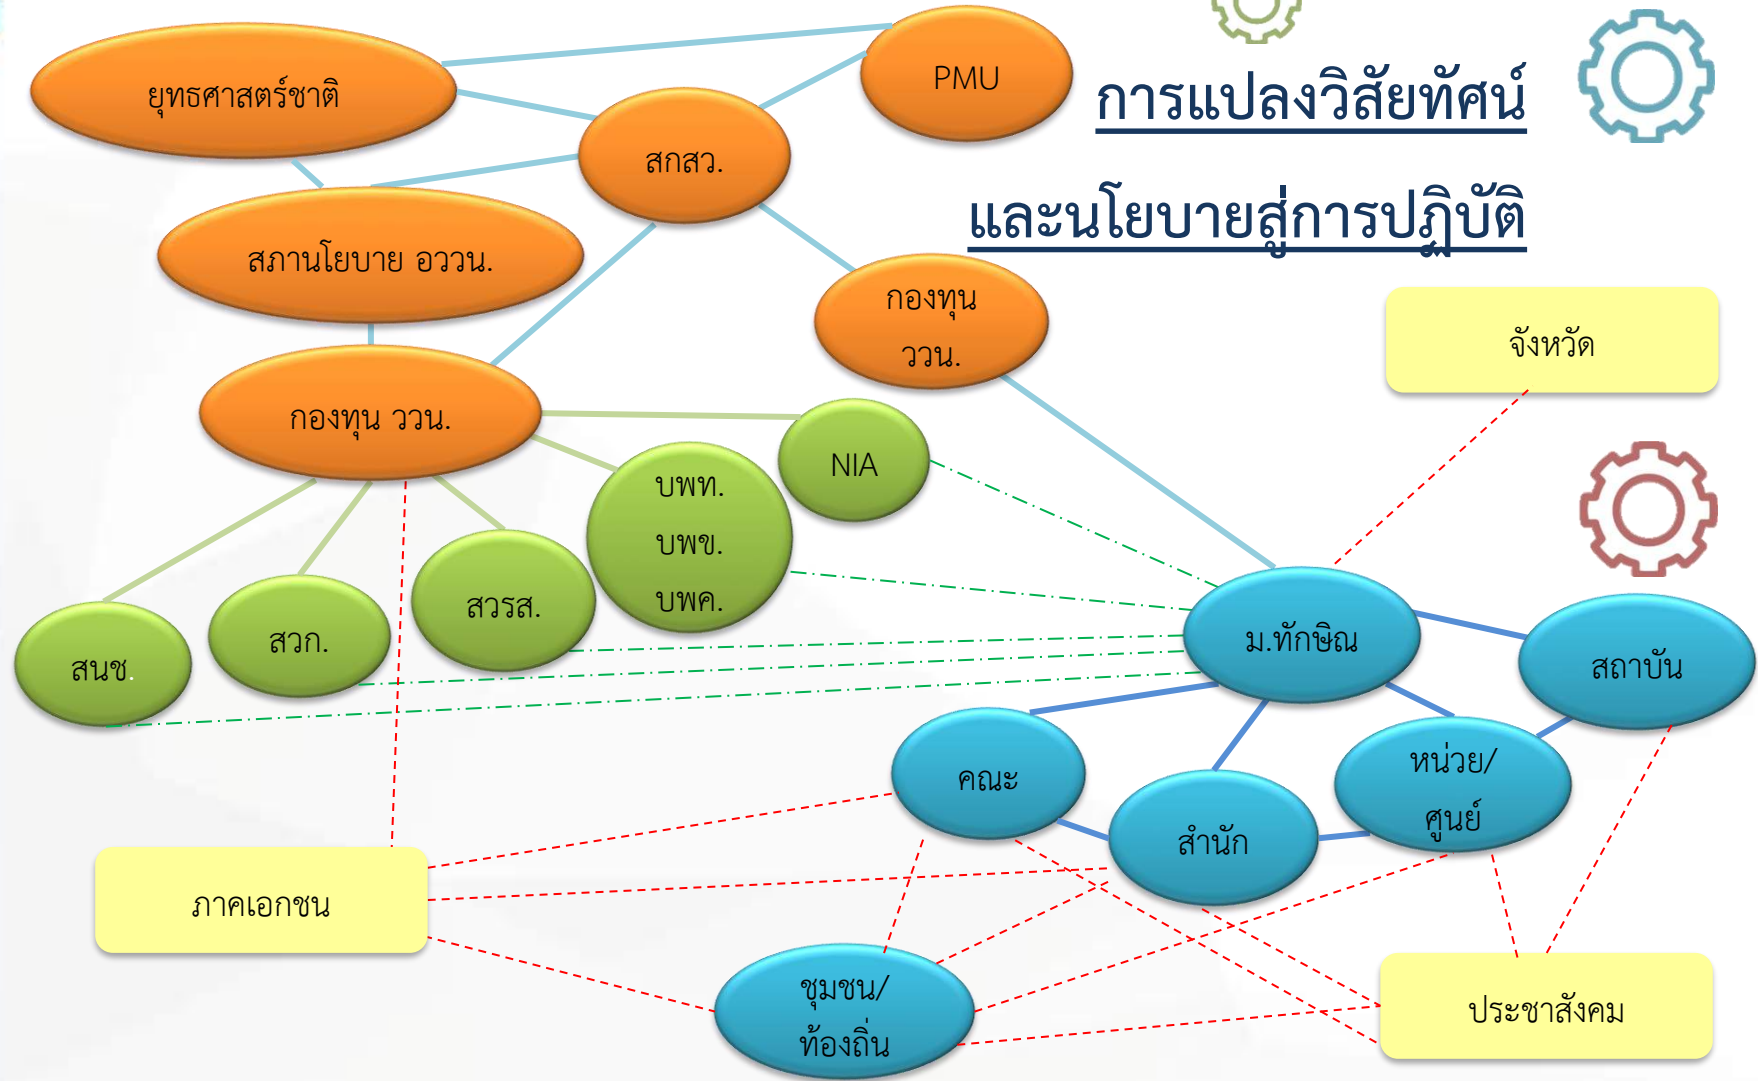 การแปลงวิสัยทัศน์
และนโยบายสู่การปฏิบัติ
ยุทธศาสตร์ชาติ
PMU
สกสว.
สภานโยบาย อววน.
กองทุน
ววน.
จังหวัด
กองทุน ววน.
NIA
บพท.
บพข.
บพค.
สวรส.
สวก.
สนช.
ม.ทักษิณ
สถาบัน
คณะ
หน่วย/
ศูนย์
สำนัก
ภาคเอกชน
ชุมชน/
ท้องถิ่น
ประชาสังคม